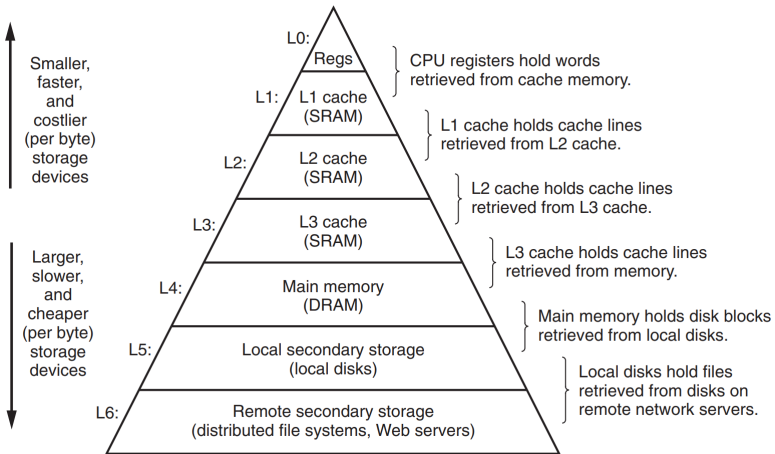 L0:
Regs
CPU registers hold words
retrieved from cache memory.
Smaller,
faster,
and
costlier
(per byte)
storage
devices
L1:
L1 cache
(SRAM)
L1 cache holds cache lines
retrieved from L2 cache.
L2:
L2 cache
(SRAM)
L2 cache holds cache lines
retrieved from L3 cache.
L3:
L3 cache
(SRAM)
L3 cache holds cache lines
retrieved from memory.
Larger,
slower,
and
cheaper
(per byte)
storage
devices
L4:
Main memory
(DRAM)
Main memory holds disk blocks
retrieved from local disks.
L5:
Local secondary storage
(local disks)
Local disks hold files
retrieved from disks on
remote network servers.
L6:
Remote secondary storage
(distributed file systems, Web servers)